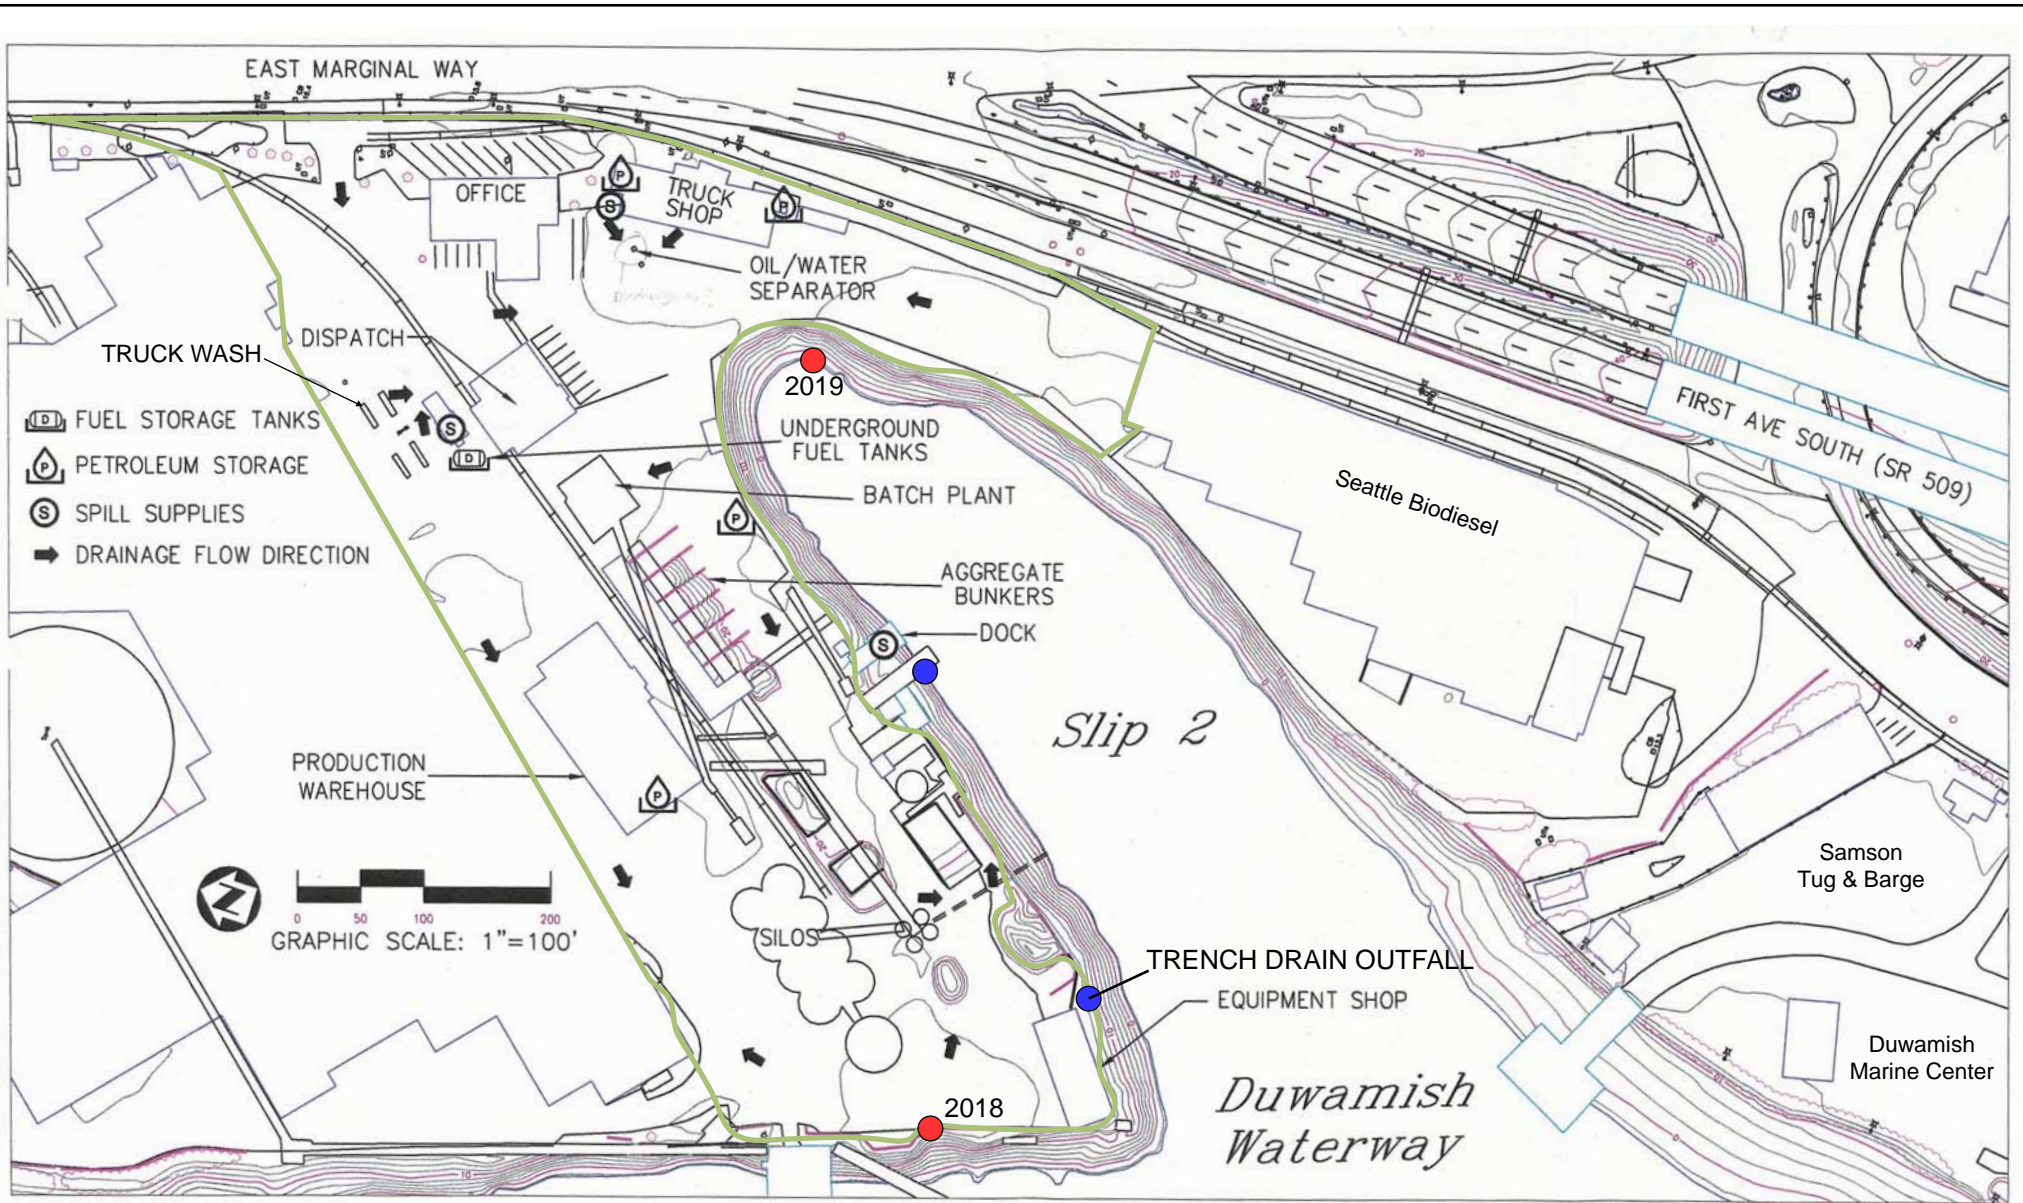 EAST MARGINAL WAY
OFFICE
TRUCK
SHOP
OIL/WATER
SEPARATOR
TRUCK WASH
DISPATCH
2019
FUEL STORAGE TANKS
PETROLEUM STORAGE
SPILL SUPPLIES
DRAINAGE FLOW DIRECTION
D
P
S
UNDERGROUND
FUEL TANKS
BATCH PLANT
AGGREGATE
BUNKERS
DOCK
FIRST AVE SOUTH (SR 509)
Seattle Biodiesel
Slip 2
PRODUCTION
WAREHOUSE
0 50 100 200
GRAPHIC SCALE: 1"=100'
SILOS
TRENCH DRAIN OUTFALL
EQUIPMENT SHOP
Samson
Tug & Barge
Duwamish
Marine Center
2018
Duwamish
Waterway